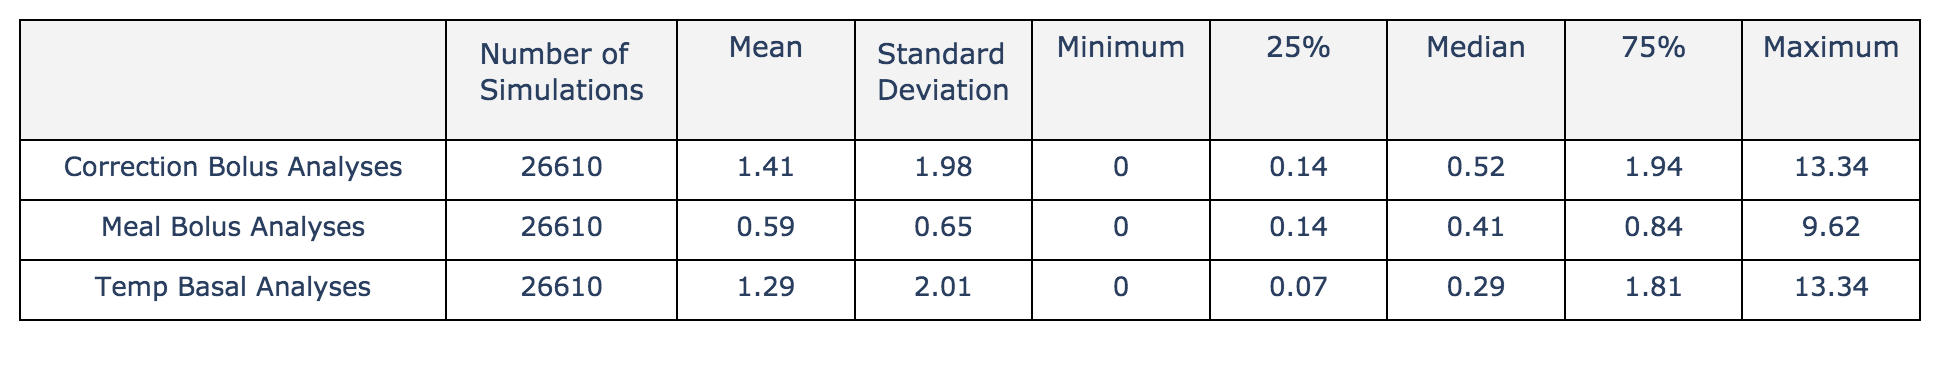 Number of Simulations Mean Standard Deviation Minimum 25% Median 75% Maximum
Correction Bolus Analyses 26610 1.41 1.98 0 0.14 0.52 1.94 13.34
Meal Bolus Analyses 26610 0.59 0.65 0 0.14 0.41 0.84 9.62
Temp Basal Analyses 26610 1.29 2.01 0 0.07 0.29 1.81 13.34